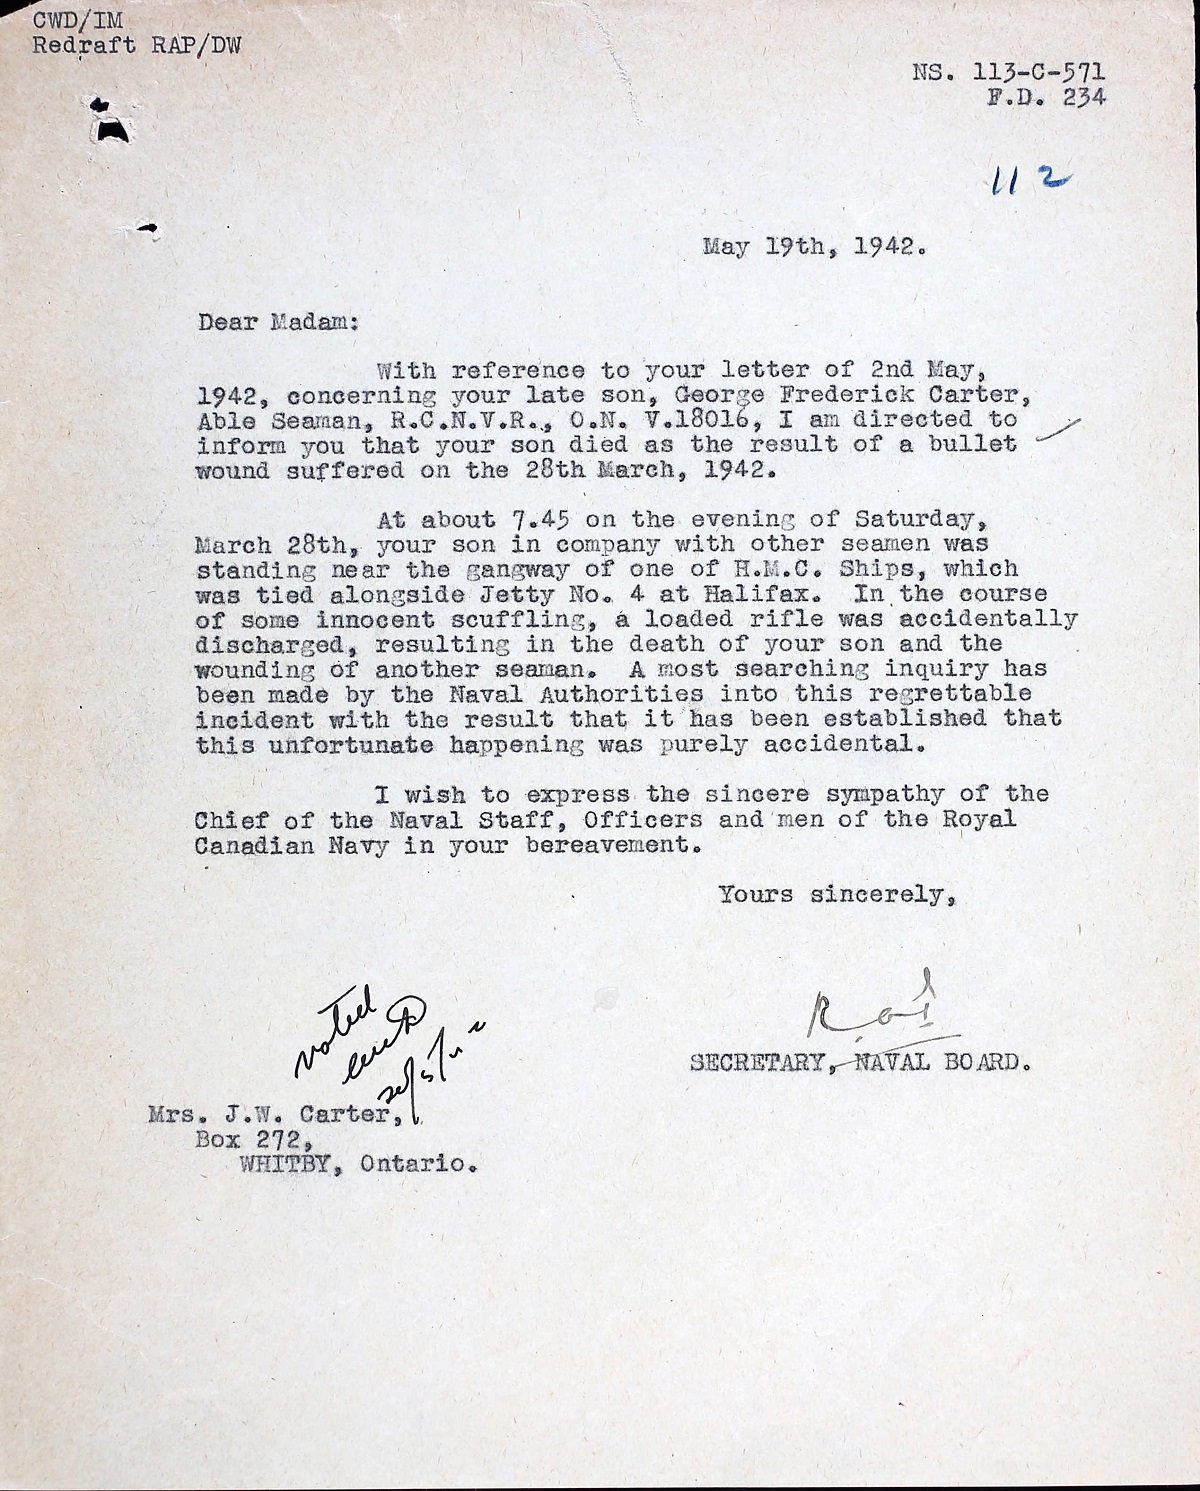 CWD/IM
Redraft RAP/DW
NS. 113-C-571
F.D. 234
112
May 19th, 1942.
Dear Madam:
With reference to your letter of 2nd May,
1942, concerning your late son, George Frederick Carter,
Able Seaman, R.C.N.V.R., O.N. V.18016, I am directed to
inform you that your son died as the result of a bullet
wound suffered on the 28th March, 1942.
At about 7.45 on the evening of Saturday,
March 28th, your son in company with other seamen was
standing near the gangway of one of H.M.C. Ships, which
was tied alongside Jetty No. 4 at Halifax. In the course
of some innocent scuffling, a loaded rifle was accidentally
discharged, resulting in the death of your son and the
wounding of another seaman. A most searching inquiry has
been made by the Naval Authorities into this regrettable
incident with the result that it has been established that
this unfortunate happening was purely accidental.
I wish to express the sincere sympathy of the
Chief of the Naval Staff, Officers and men of the Royal
Canadian Navy in your bereavement.
Yours sincerely,
SECRETARY, NAVAL BOARD.
Mrs. J.W. Carter,
Box 272,
WHITBY, Ontario.